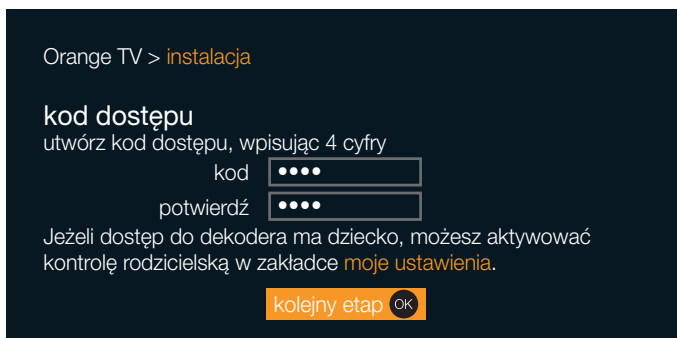 Orange TV > instalacja
kod dostępu
utwórz kod dostępu, wpisując 4 cyfry
kod ••••
potwierdź ••••
Jeżeli dostęp do dekodera ma dziecko, możesz aktywować
kontrolę rodzicielską w zakładce moje ustawienia.
kolejny etap OK